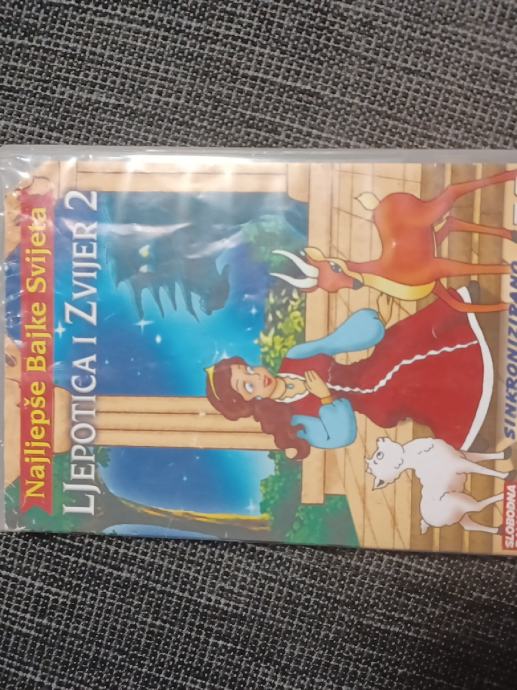 Najljepše Bajke Svijeta
LJEPOTICA I ZVIJER 2
SLOBODNA
SINKRONIZIRANO